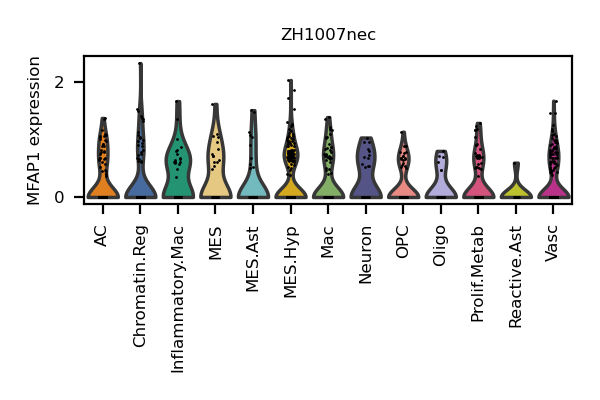 ZH1007nec
MFAP1 expression
2
0
AC
Chromatin.Reg
Inflammatory.Mac
MES
MES.Ast
MES.Hyp
Mac
Neuron
OPC
Oligo
Prolif.Metab
Reactive.Ast
Vasc